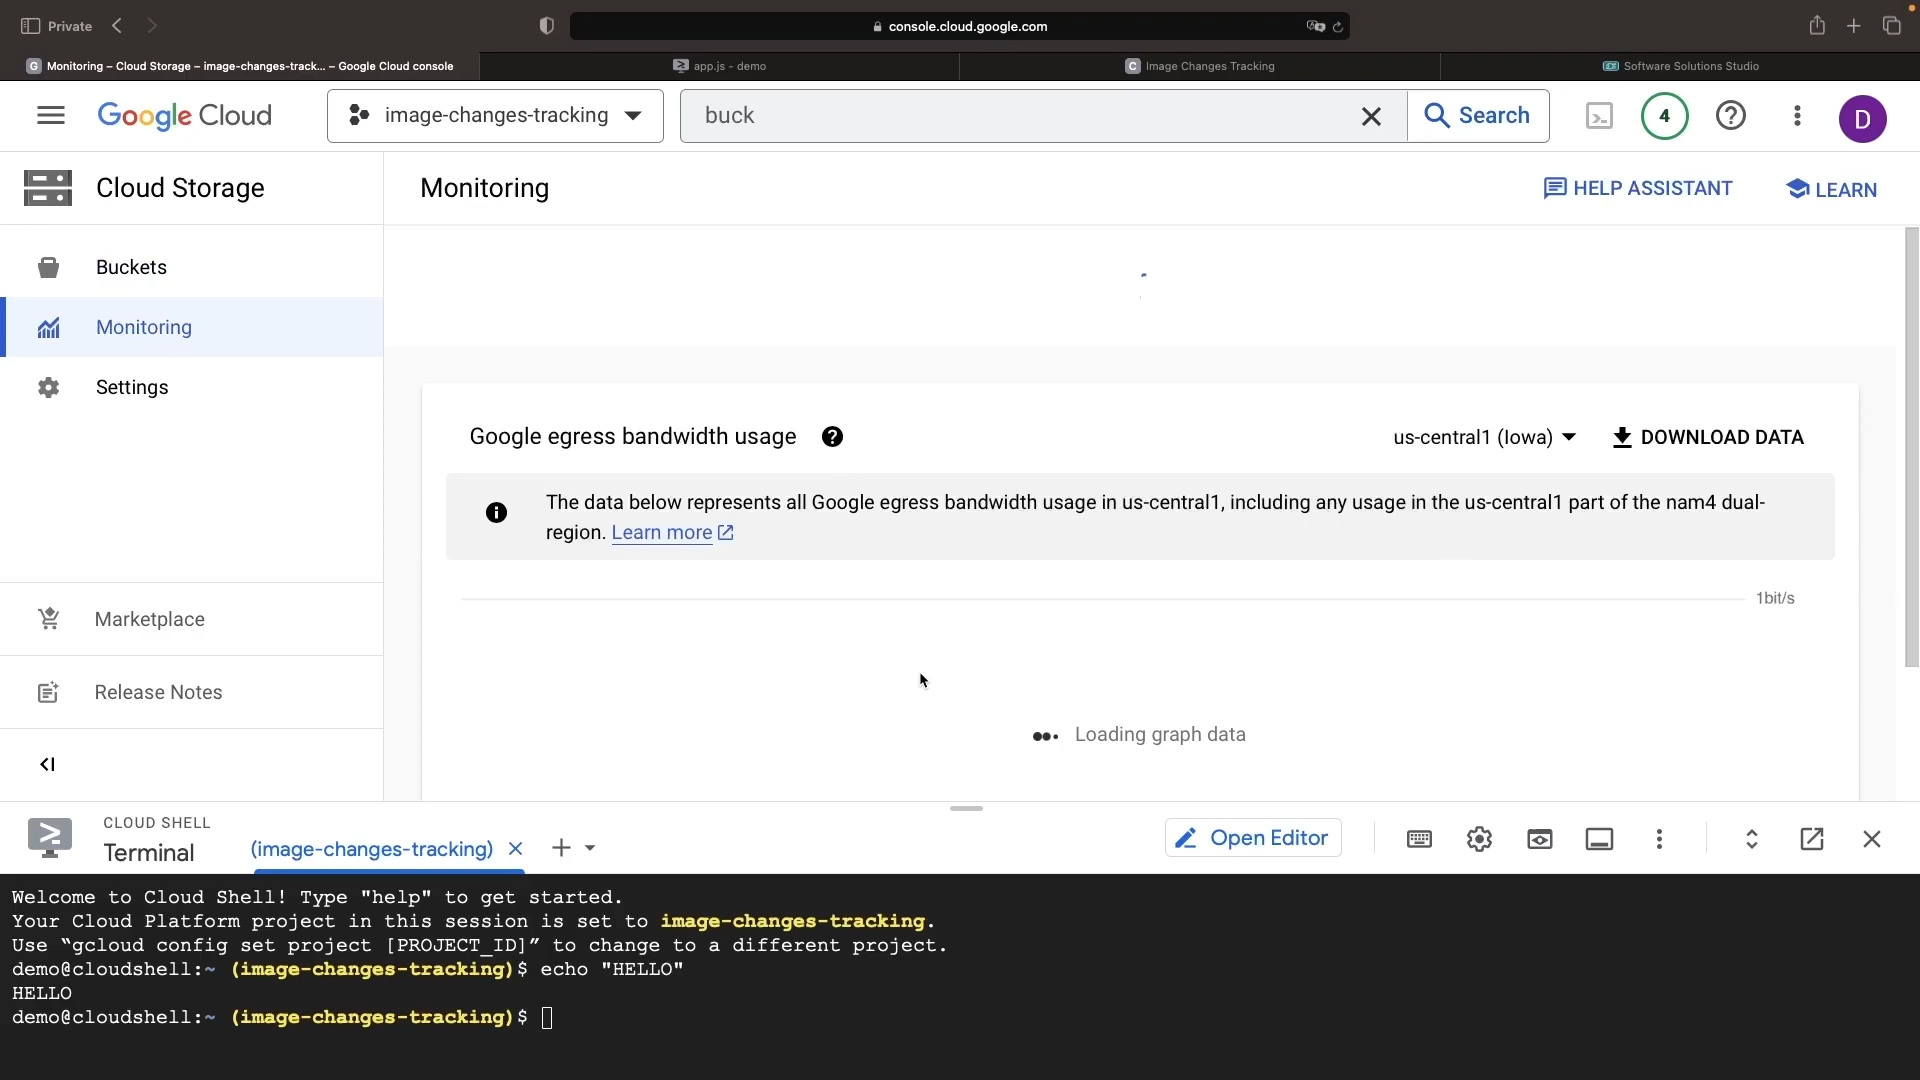 Private
console.cloud.google.com
Monitoring – Cloud Storage – image-changes-track... – Google Cloud console
app.js - demo
Image Changes Tracking
Software Solutions Studio
Google Cloud
image-changes-tracking
buck
Search
4
D
Cloud Storage
Monitoring
HELP ASSISTANT
LEARN
Buckets
Monitoring
Settings
Marketplace
Release Notes
Google egress bandwidth usage
us-central1 (Iowa)
DOWNLOAD DATA
The data below represents all Google egress bandwidth usage in us-central1, including any usage in the us-central1 part of the nam4 dual-
region. Learn more
1bit/s
Loading graph data
CLOUD SHELL
Terminal
(image-changes-tracking)
Open Editor
Welcome to Cloud Shell! Type "help" to get started.
Your Cloud Platform project in this session is set to image-changes-tracking.
Use “gcloud config set project [PROJECT_ID]” to change to a different project.
demo@cloudshell:~ (image-changes-tracking)$ echo "HELLO"
HELLO
demo@cloudshell:~ (image-changes-tracking)$